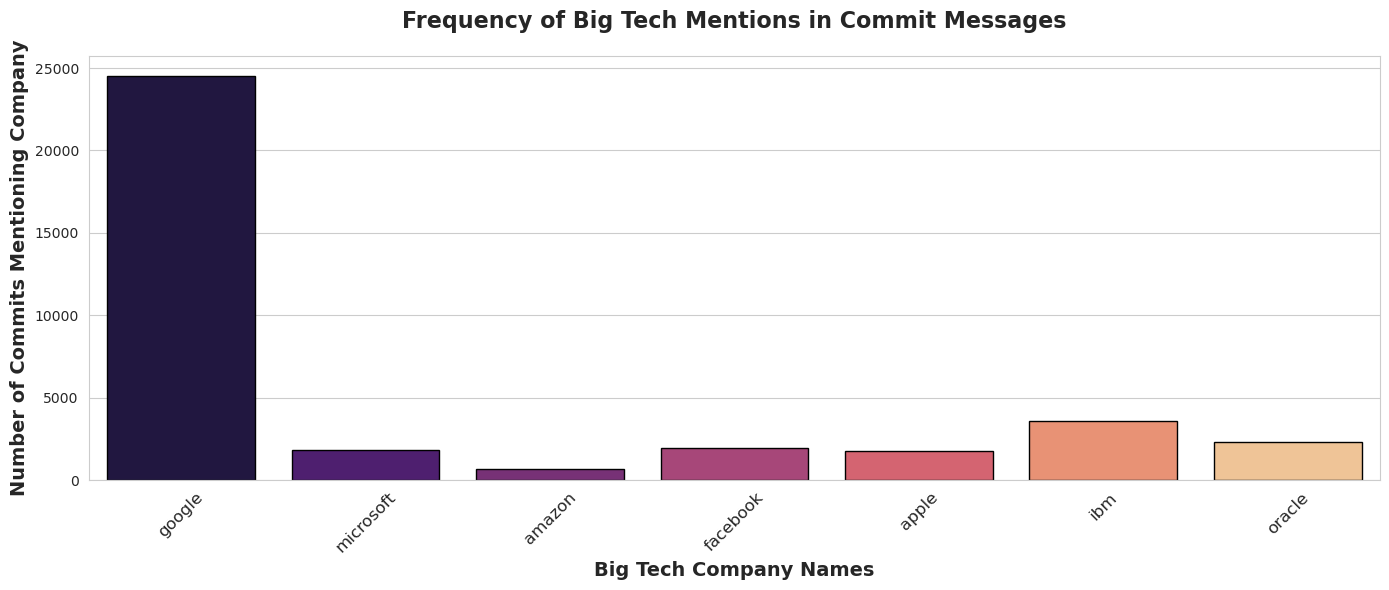 Frequency of Big Tech Mentions in Commit Messages
Number of Commits Mentioning Company
25000
20000
15000
10000
5000
0
google
microsoft
amazon
facebook
apple
ibm
oracle
Big Tech Company Names